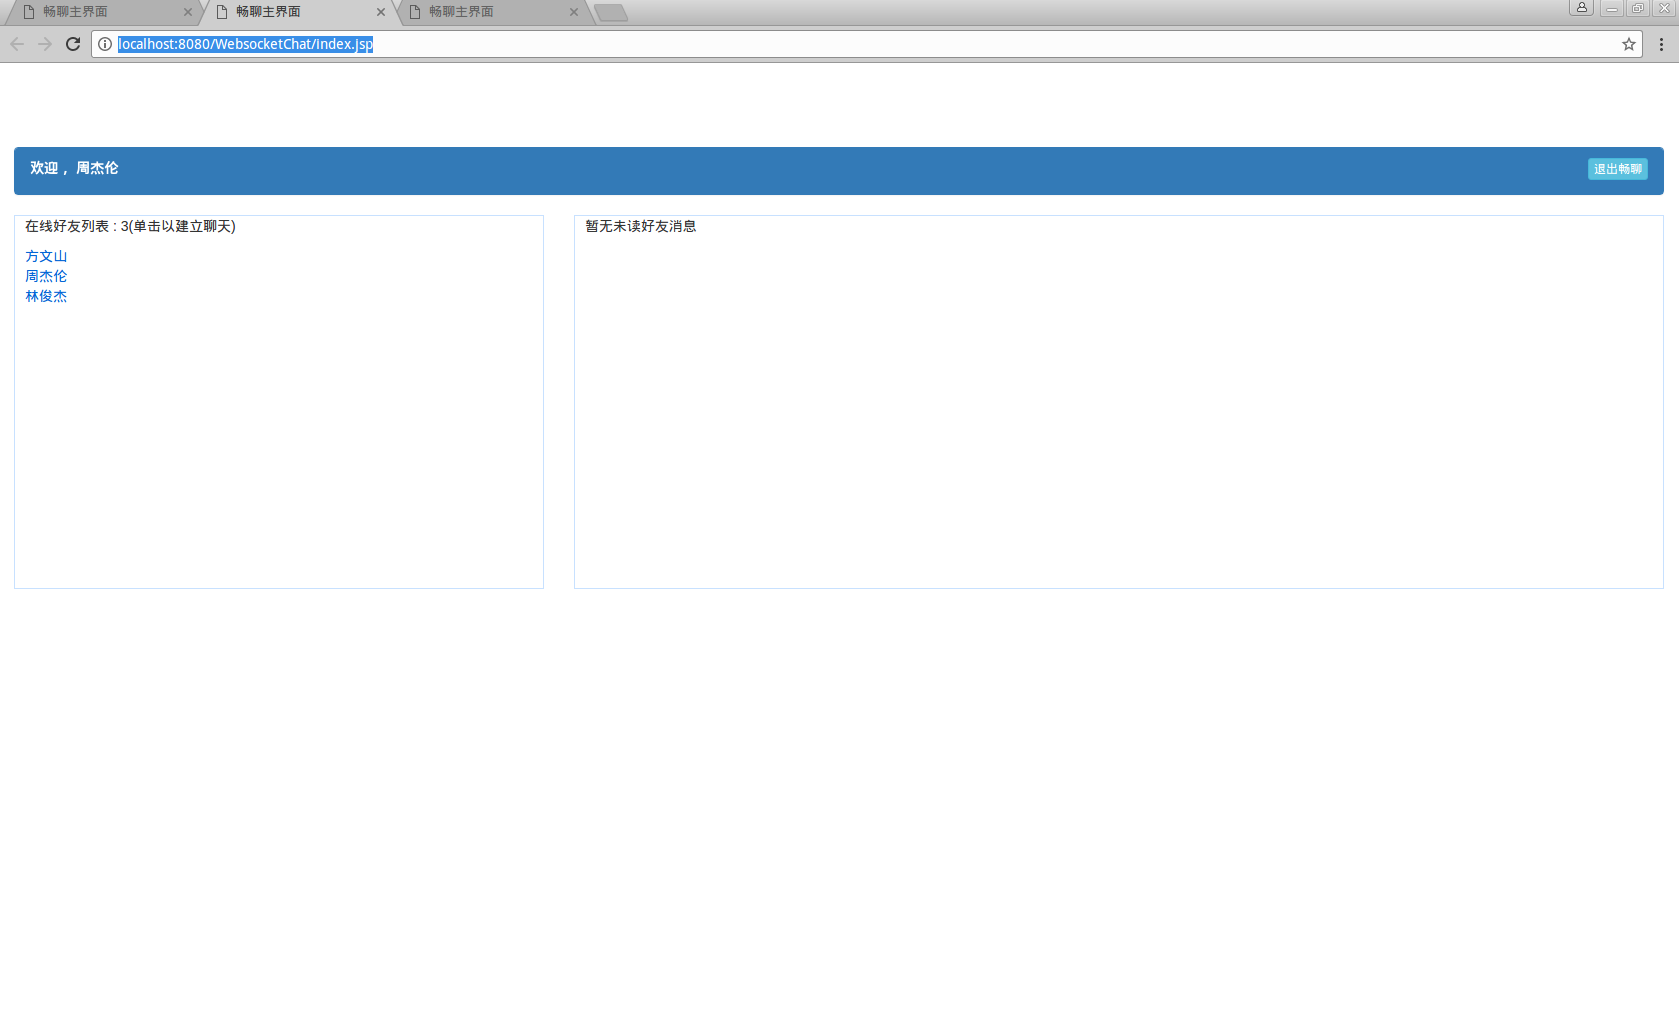 畅聊主界面
畅聊主界面
畅聊主界面
localhost:8080/WebsocketChat/Index.jsp
欢迎， 周杰伦
退出畅聊
在线好友列表 : 3(单击以建立聊天)
方文山
周杰伦
林俊杰
暂无未读好友消息